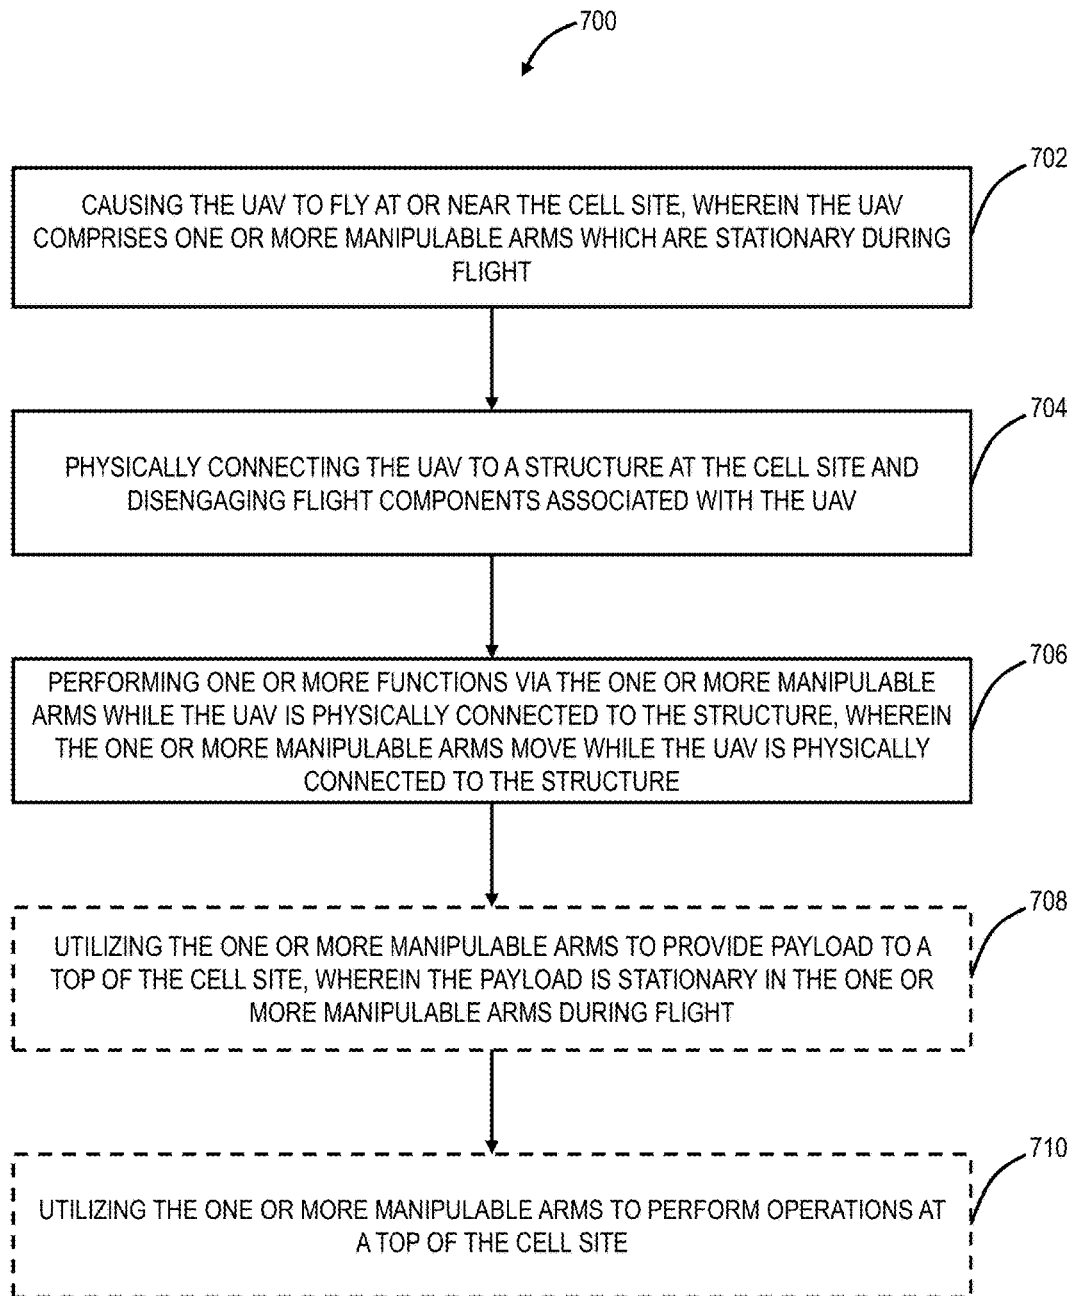 700
702
CAUSING THE UAV TO FLY AT OR NEAR THE CELL SITE, WHEREIN THE UAV
COMPRISES ONE OR MORE MANIPULABLE ARMS WHICH ARE STATIONARY DURING
FLIGHT
704
PHYSICALLY CONNECTING THE UAV TO A STRUCTURE AT THE CELL SITE AND
DISENGAGING FLIGHT COMPONENTS ASSOCIATED WITH THE UAV
706
PERFORMING ONE OR MORE FUNCTIONS VIA THE ONE OR MORE MANIPULABLE
ARMS WHILE THE UAV IS PHYSICALLY CONNECTED TO THE STRUCTURE, WHEREIN
THE ONE OR MORE MANIPULABLE ARMS MOVE WHILE THE UAV IS PHYSICALLY
CONNECTED TO THE STRUCTURE
708
UTILIZING THE ONE OR MORE MANIPULABLE ARMS TO PROVIDE PAYLOAD TO A
TOP OF THE CELL SITE, WHEREIN THE PAYLOAD IS STATIONARY IN THE ONE OR
MORE MANIPULABLE ARMS DURING FLIGHT
710
UTILIZING THE ONE OR MORE MANIPULABLE ARMS TO PERFORM OPERATIONS AT
A TOP OF THE CELL SITE